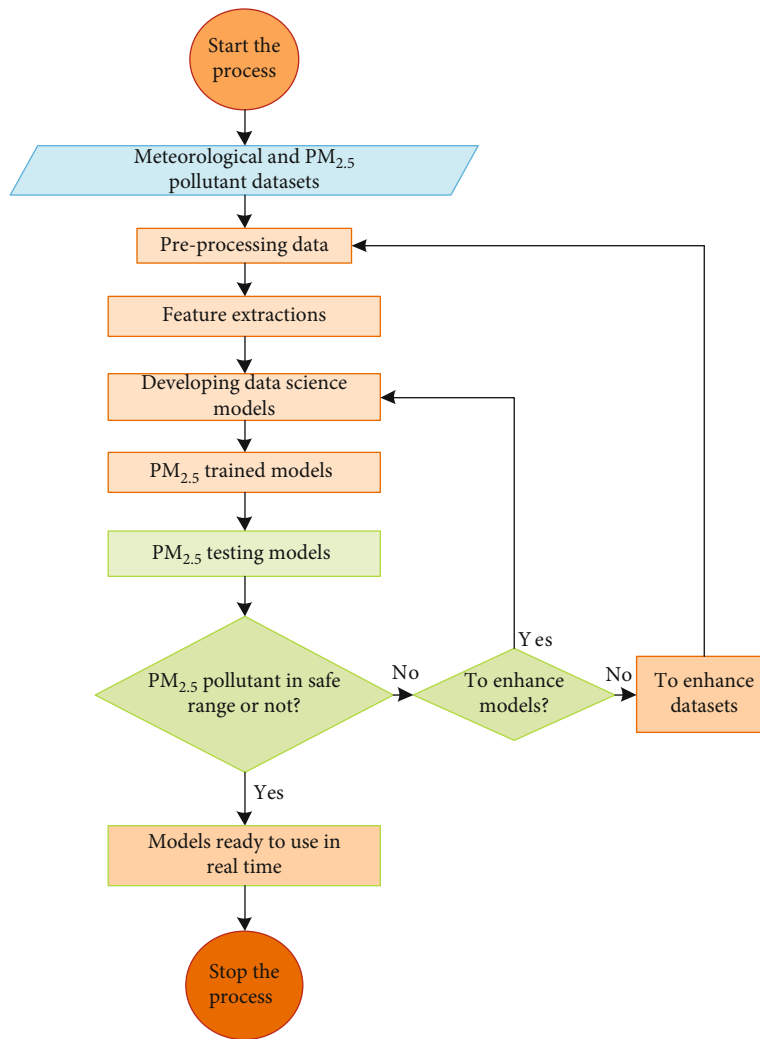 Start the
process
Meteorological and PM₂.₅
pollutant datasets
Pre-processing data
Feature extractions
Developing data science
models
PM₂.₅ trained models
PM₂.₅ testing models
Yes
PM₂.₅ pollutant in safe
range or not?
No
To enhance
models?
No
To enhance
datasets
Yes
Models ready to use in
real time
Stop the
process